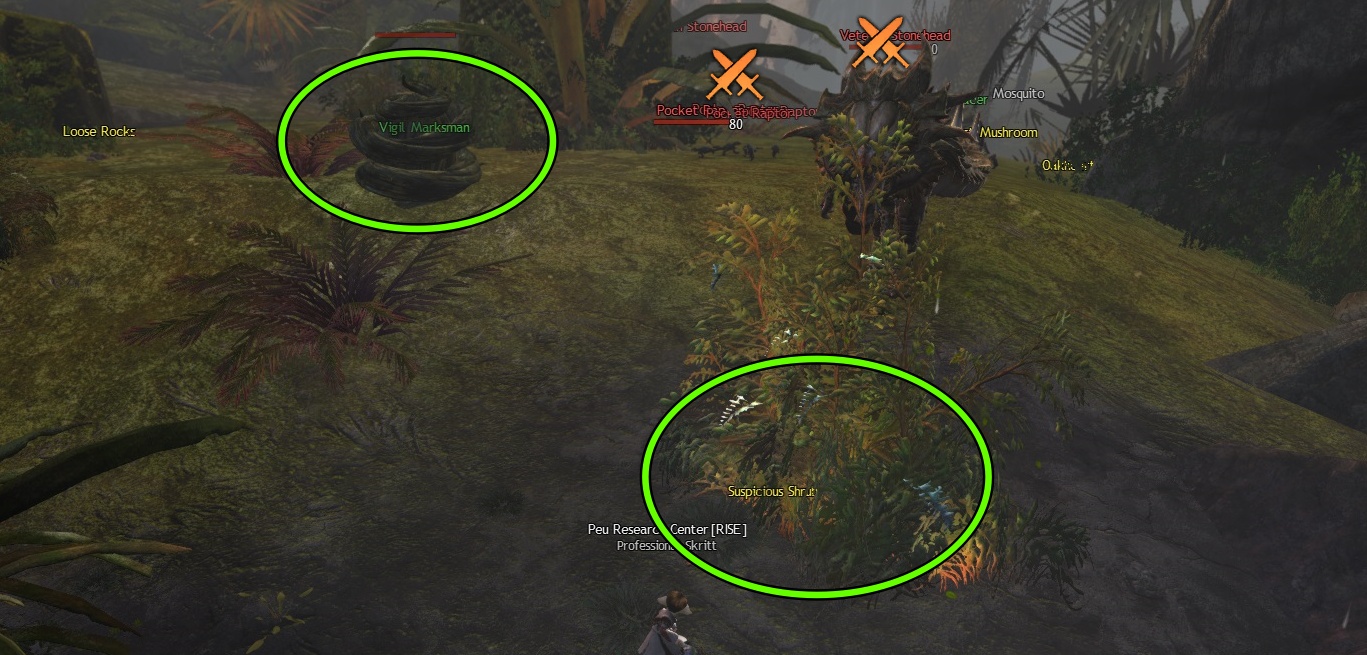 Stonehead
Stonehead
0
Pocket Raptor
80
Mosquito
Loose Rocks
Vigil Marksman
Mushroom
Suspicious Shrub
Peu Research Center [RISE]
Professional Skritt